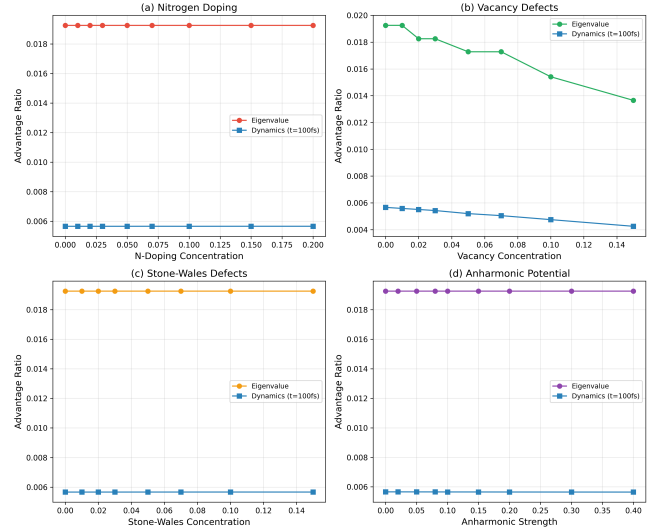 (a) Nitrogen Doping
Advantage Ratio
0.018
0.016
0.014
0.012
0.010
0.008
0.006
Eigenvalue
Dynamics (t=100fs)
0.000 0.025 0.050 0.075 0.100 0.125 0.150 0.175 0.200
N-Doping Concentration
(b) Vacancy Defects
Advantage Ratio
0.020
0.018
0.016
0.014
0.012
0.010
0.008
0.006
0.004
Eigenvalue
Dynamics (t=100fs)
0.00 0.02 0.04 0.06 0.08 0.10 0.12 0.14
Vacancy Concentration
(c) Stone-Wales Defects
Advantage Ratio
0.018
0.016
0.014
0.012
0.010
0.008
0.006
Eigenvalue
Dynamics (t=100fs)
0.00 0.02 0.04 0.06 0.08 0.10 0.12 0.14
Stone-Wales Concentration
(d) Anharmonic Potential
Advantage Ratio
0.018
0.016
0.014
0.012
0.010
0.008
0.006
Eigenvalue
Dynamics (t=100fs)
0.00 0.05 0.10 0.15 0.20 0.25 0.30 0.35 0.40
Anharmonic Strength